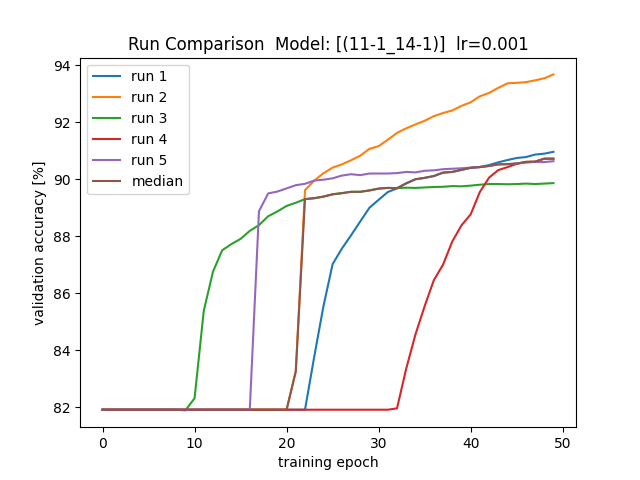 Run Comparison  Model: [(11-1_14-1)]  lr=0.001
validation accuracy [%]
94
92
90
88
86
84
82
run 1
run 2
run 3
run 4
run 5
median
0 10 20 30 40 50
training epoch